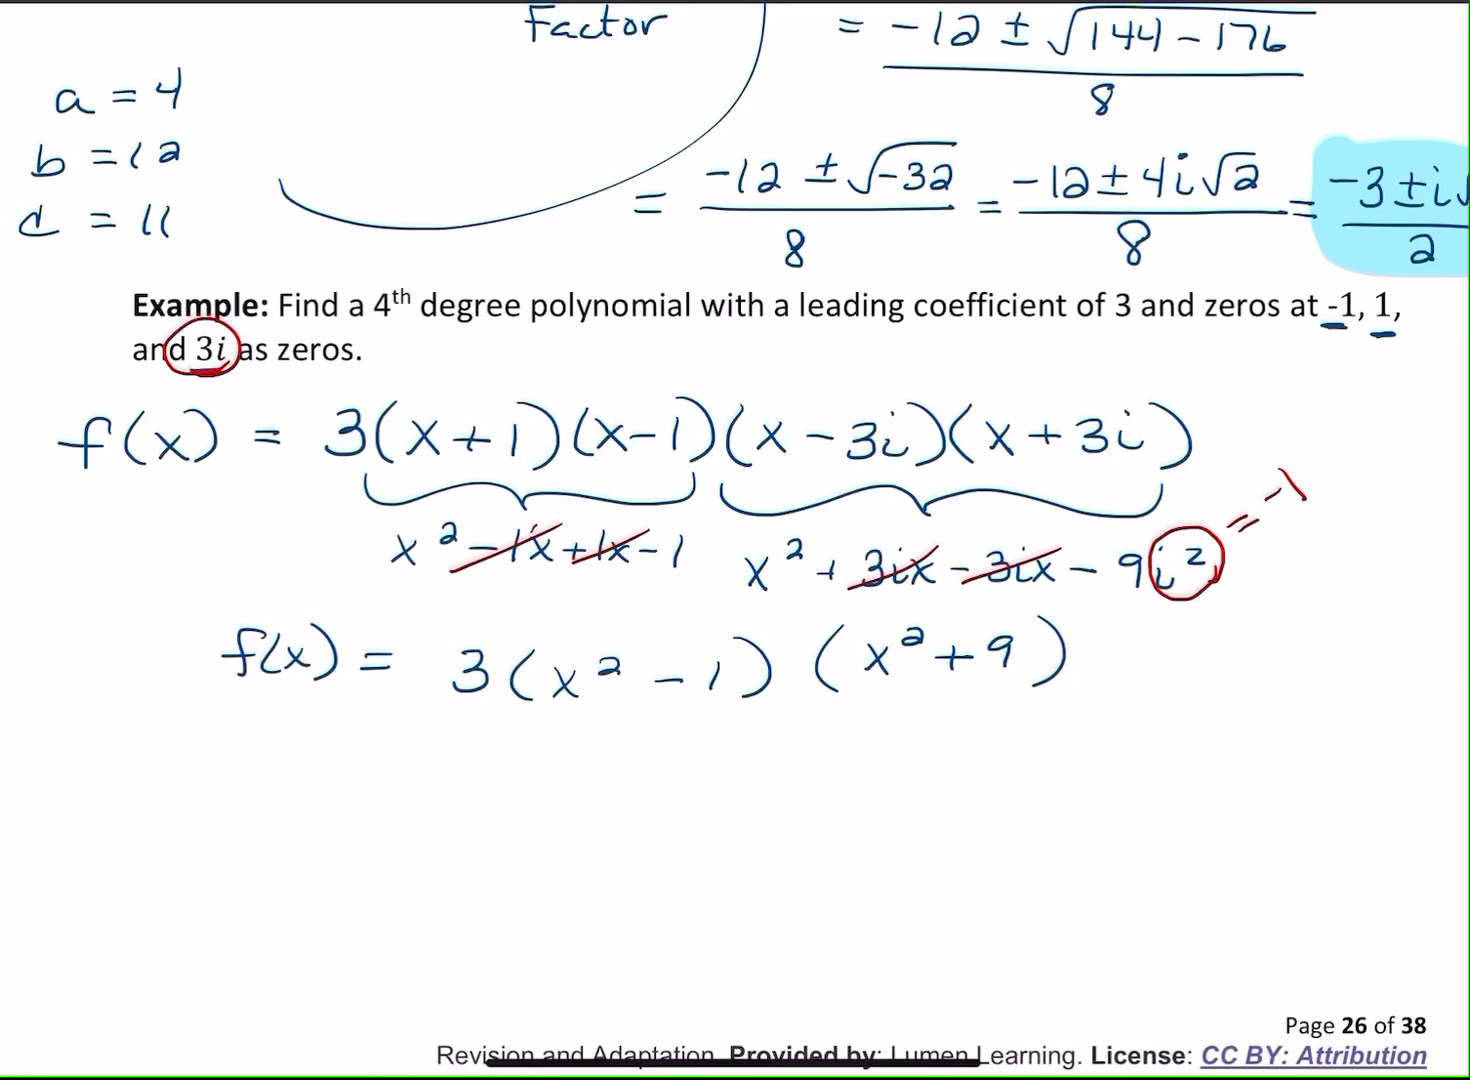 Factor
= -12 ± √144 - 176
8
a = 4
b = 12
c = 11
= -12 ± √-32 = -12 ± 4i√2 = -3 ± i√
8 8 2
Example: Find a 4th degree polynomial with a leading coefficient of 3 and zeros at -1, 1,
and 3i as zeros.
f(x) = 3(x+1)(x-1)(x-3i)(x+3i)
x² -1x +1x -1 x² + 3ix - 3ix - 9i² = -1
f(x) = 3(x² - 1)(x² + 9)
Page 26 of 38
Revision and Adaptation. Provided by: Lumen Learning. License: CC BY: Attribution